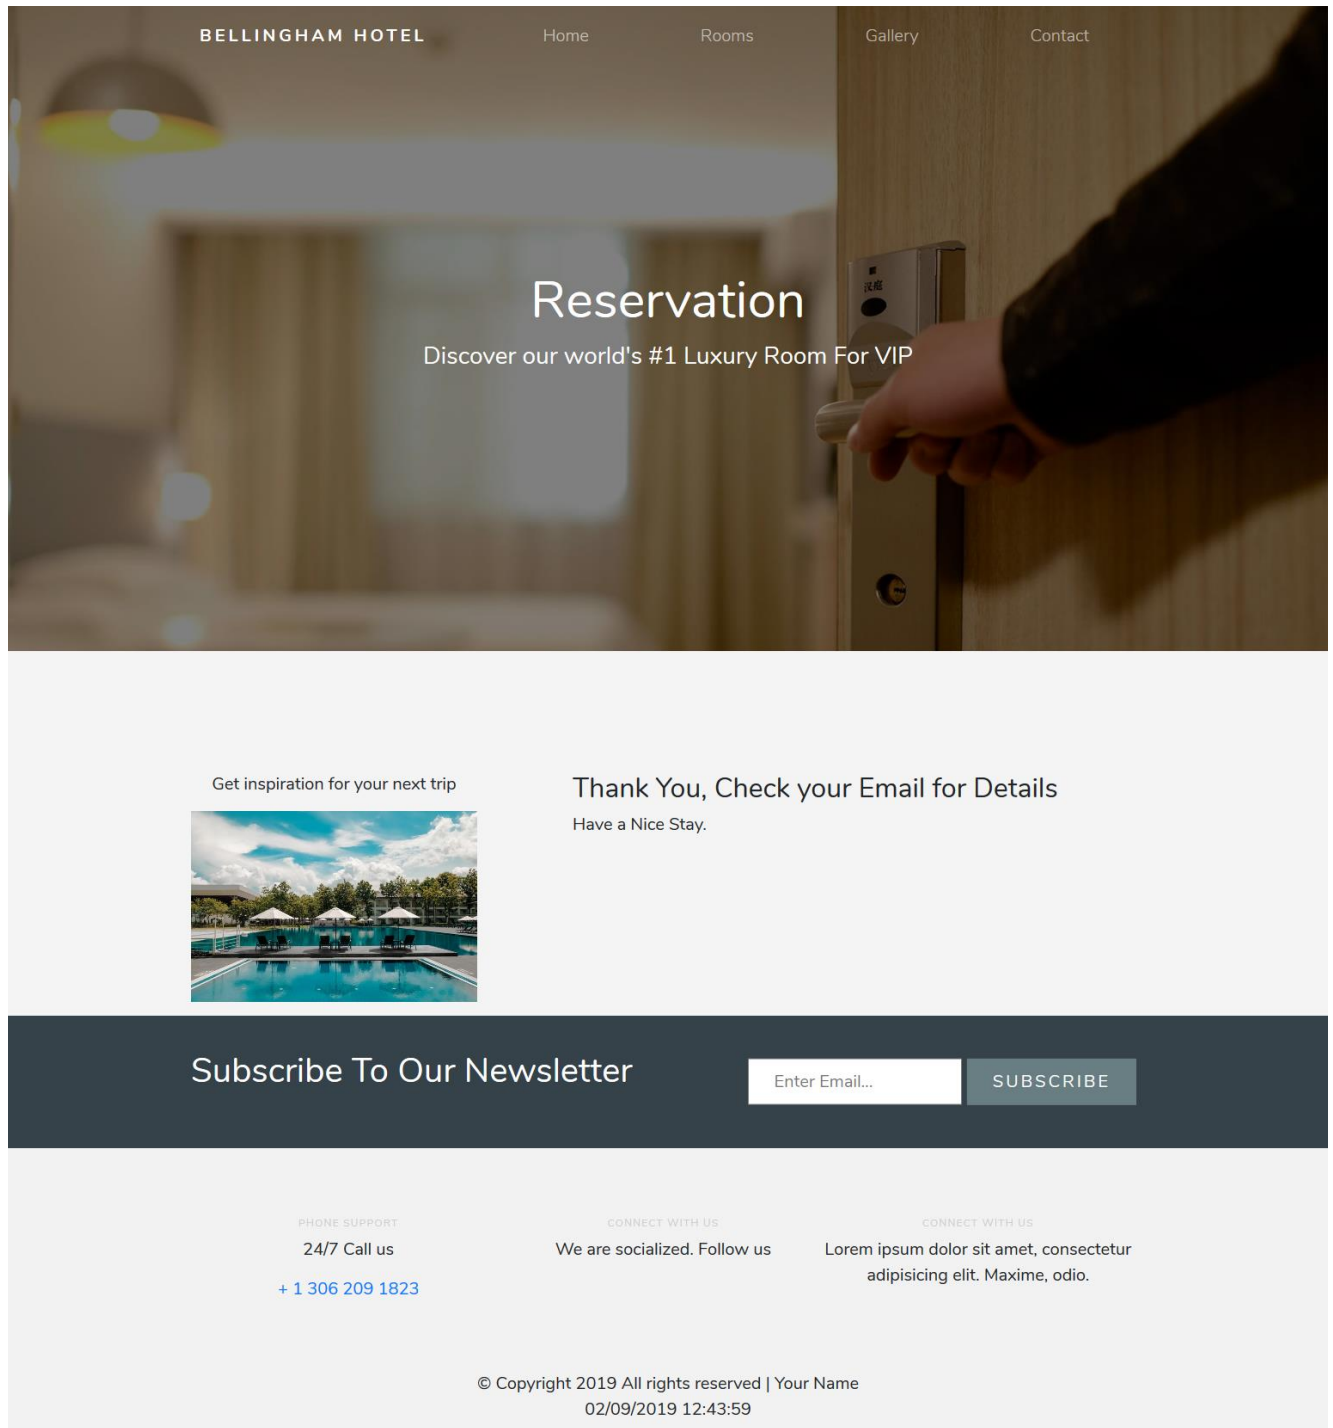 BELLINGHAM HOTEL Home Rooms Gallery Contact
汉庭
Reservation
Discover our world's #1 Luxury Room For VIP
Get inspiration for your next trip
Thank You, Check your Email for Details
Have a Nice Stay.
Subscribe To Our Newsletter
Enter Email... SUBSCRIBE
PHONE SUPPORT
24/7 Call us
+ 1 306 209 1823
CONNECT WITH US
We are socialized. Follow us
CONNECT WITH US
Lorem ipsum dolor sit amet, consectetur
adipisicing elit. Maxime, odio.
© Copyright 2019 All rights reserved | Your Name
02/09/2019 12:43:59